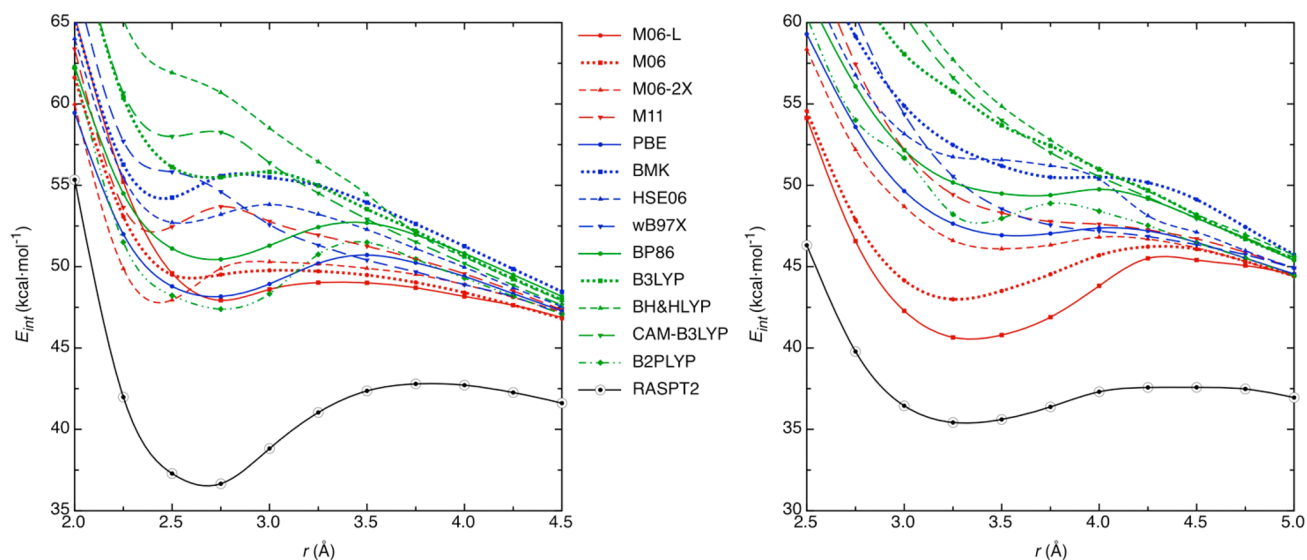 65
60
55
50
45
40
35
2.0 2.5 3.0 3.5 4.0 4.5
E_int (kcal·mol⁻¹)
r (Å)
M06-L
M06
M06-2X
M11
PBE
BMK
HSE06
wB97X
BP86
B3LYP
BH&HLYP
CAM-B3LYP
B2PLYP
RASPT2
60
55
50
45
40
35
30
2.5 3.0 3.5 4.0 4.5 5.0
E_int (kcal·mol⁻¹)
r (Å)